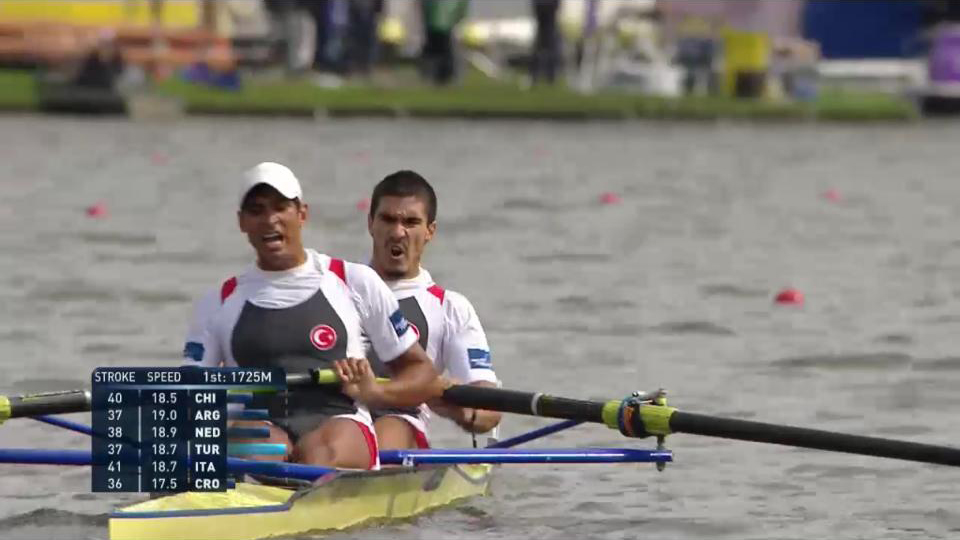 STROKE SPEED 1st: 1725M
40 18.5 CHI
37 19.0 ARG
38 18.9 NED
37 18.7 TUR
41 18.7 ITA
36 17.5 CRO